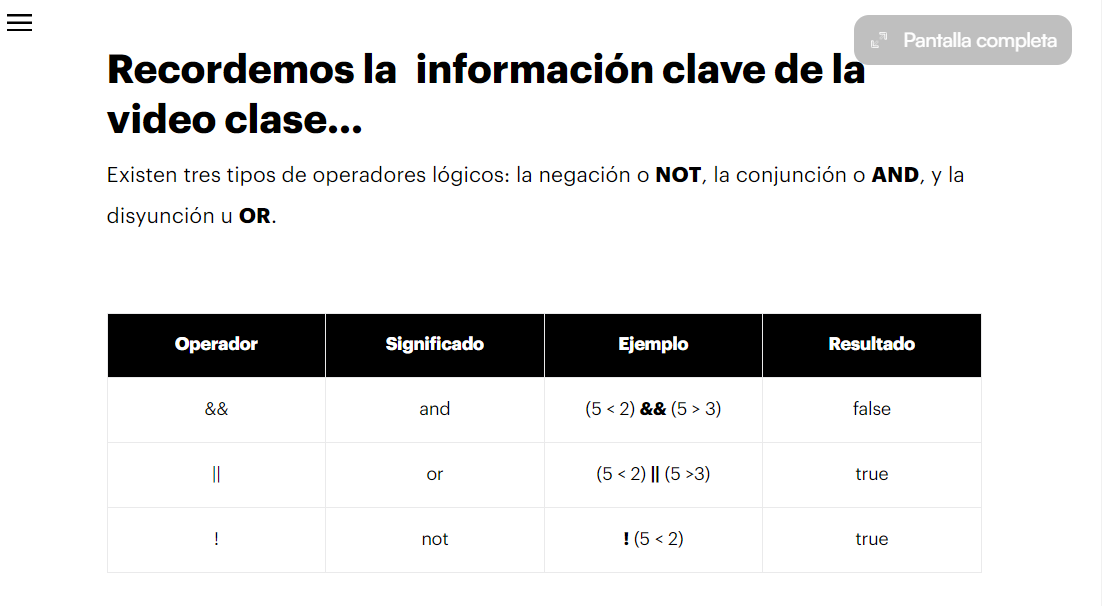 Pantalla completa
Recordemos la  información clave de la
video clase...
Existen tres tipos de operadores lógicos: la negación o NOT, la conjunción o AND, y la
disyunción u OR.
Operador Significado Ejemplo Resultado
&& and (5 < 2) && (5 > 3) false
|| or (5 < 2) || (5 >3) true
! not ! (5 < 2) true